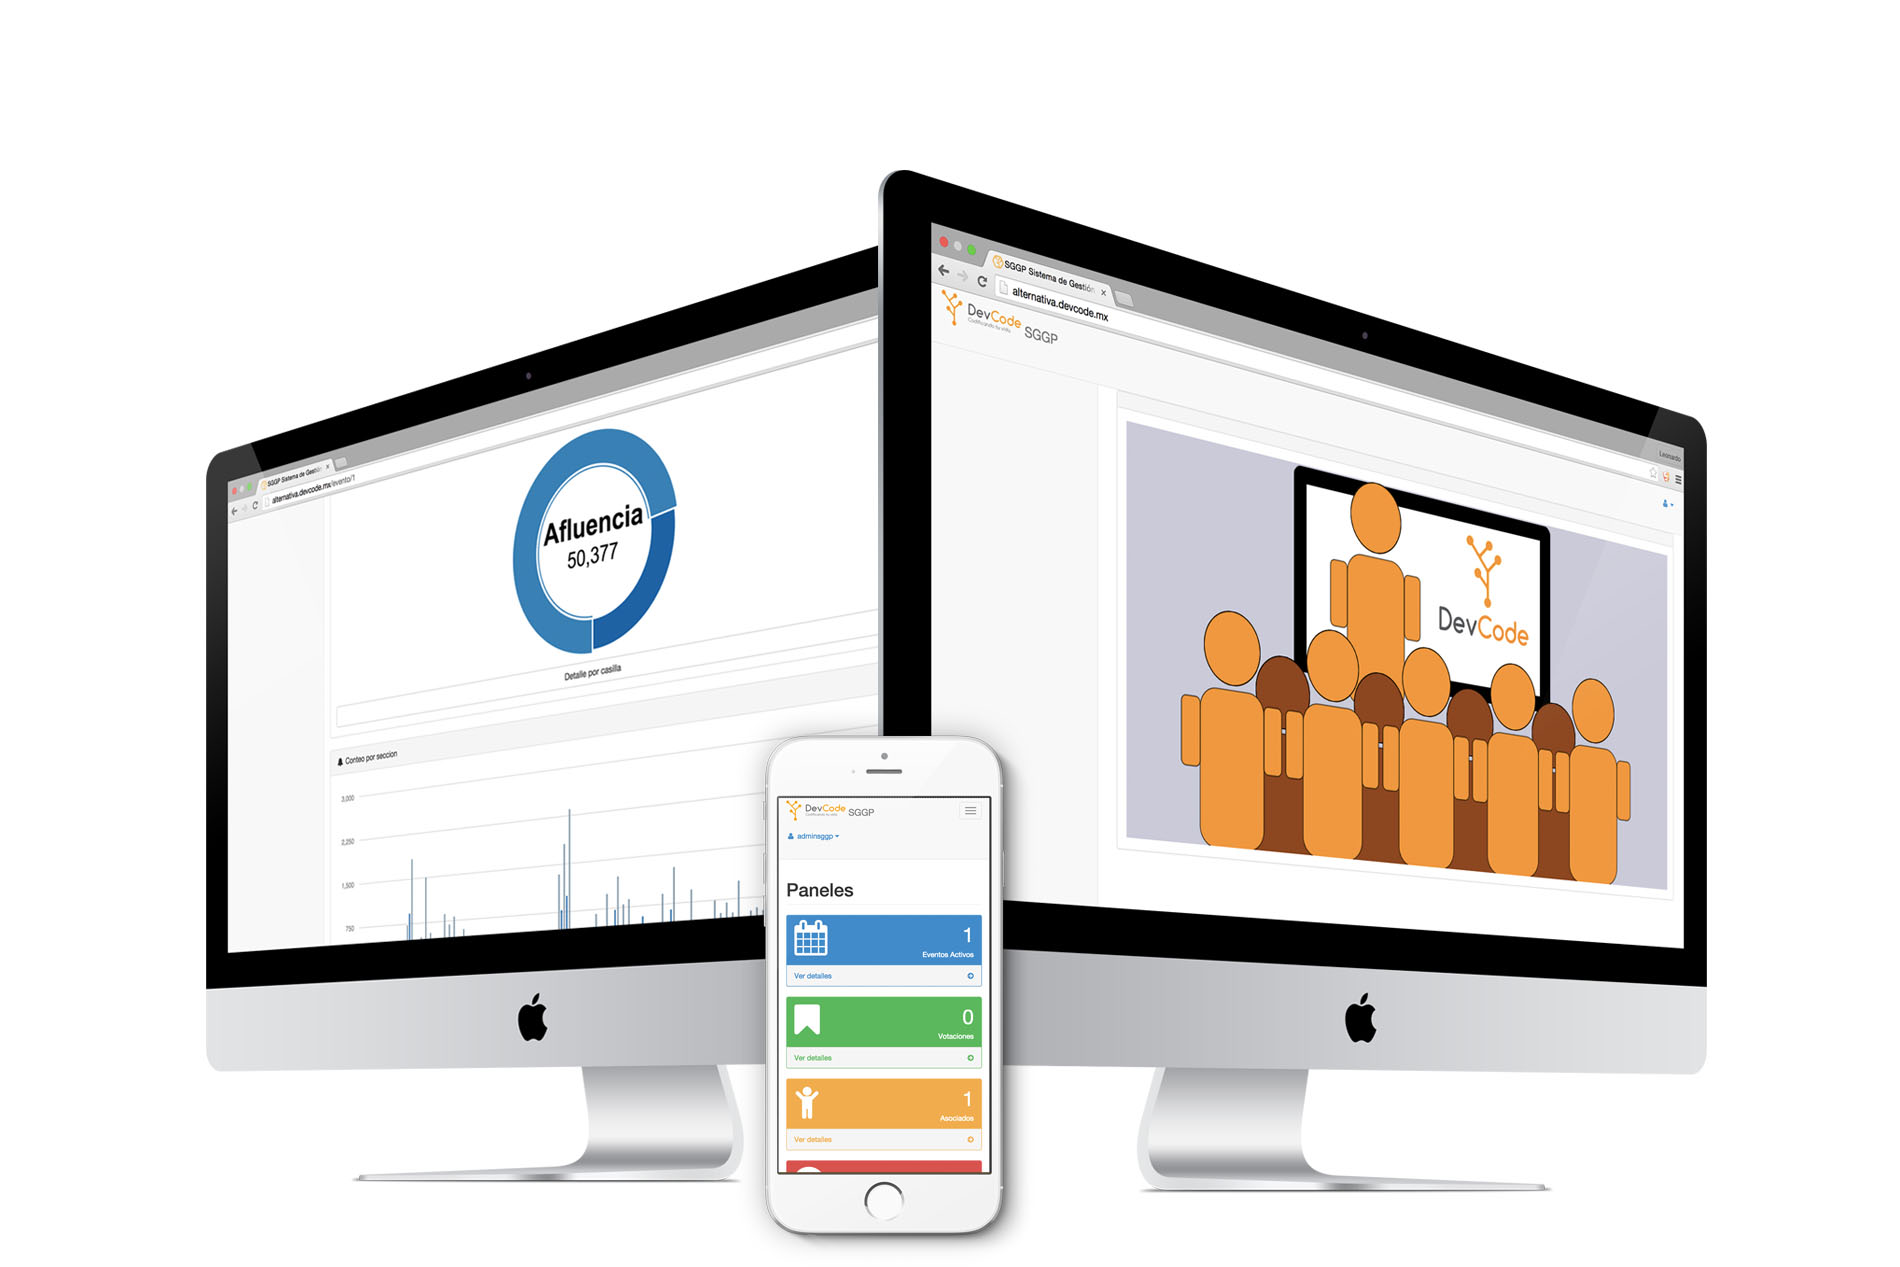 SGGP Sistema de Gestión
alternativa.devcode.mx/evento/1
Afluencia
50,377
Detalle por casilla
Conteo por seccion
3,000
2,250
1,500
750
SGGP Sistema de Gestión
alternativa.devcode.mx
Leonardo
DevCode SGGP
DevCode
DevCode SGGP
adminsggp
Paneles
1
Eventos Activos
Ver detalles
0
Votaciones
Ver detalles
1
Asociados
Ver detalles